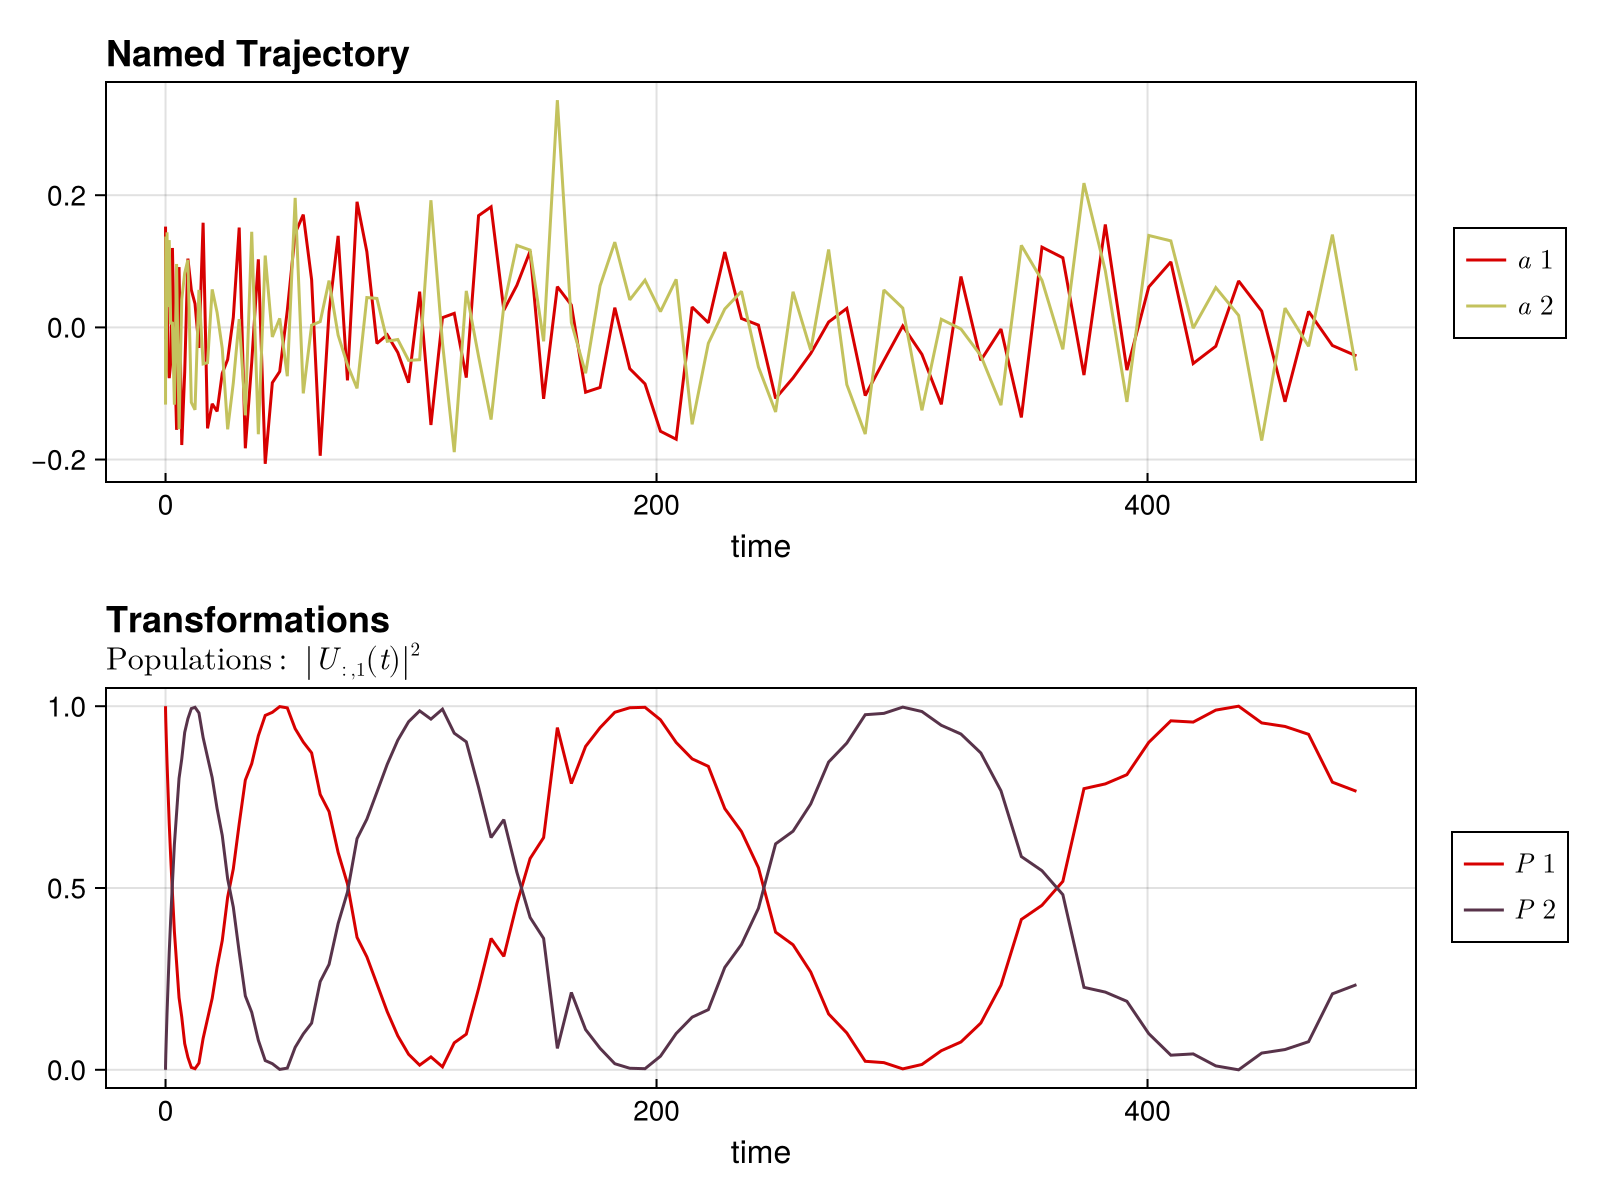 Named Trajectory
0.2
0.0
−0.2
0 200 400
time
a 1
a 2
Transformations
Populations: |U:,1(t)|²
1.0
0.5
0.0
0 200 400
time
P 1
P 2